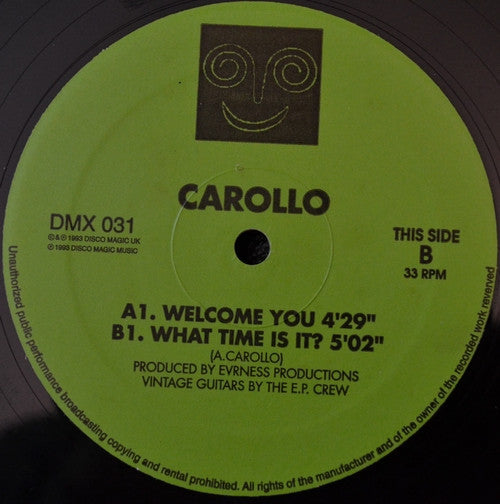 CAROLLO
DMX 031
© & ℗ 1993 DISCO MAGIC UK
℗ 1993 DISCO MAGIC MUSIC
THIS SIDE
B
33 RPM
A1. WELCOME YOU 4'29"
B1. WHAT TIME IS IT? 5'02"
(A.CAROLLO)
PRODUCED BY EVRNESS PRODUCTIONS
VINTAGE GUITARS BY THE E.P. CREW
Unauthorized public performance broadcasting copying and rental prohibited. All rights of the manufacturer and of the owner of the recorded work reserved